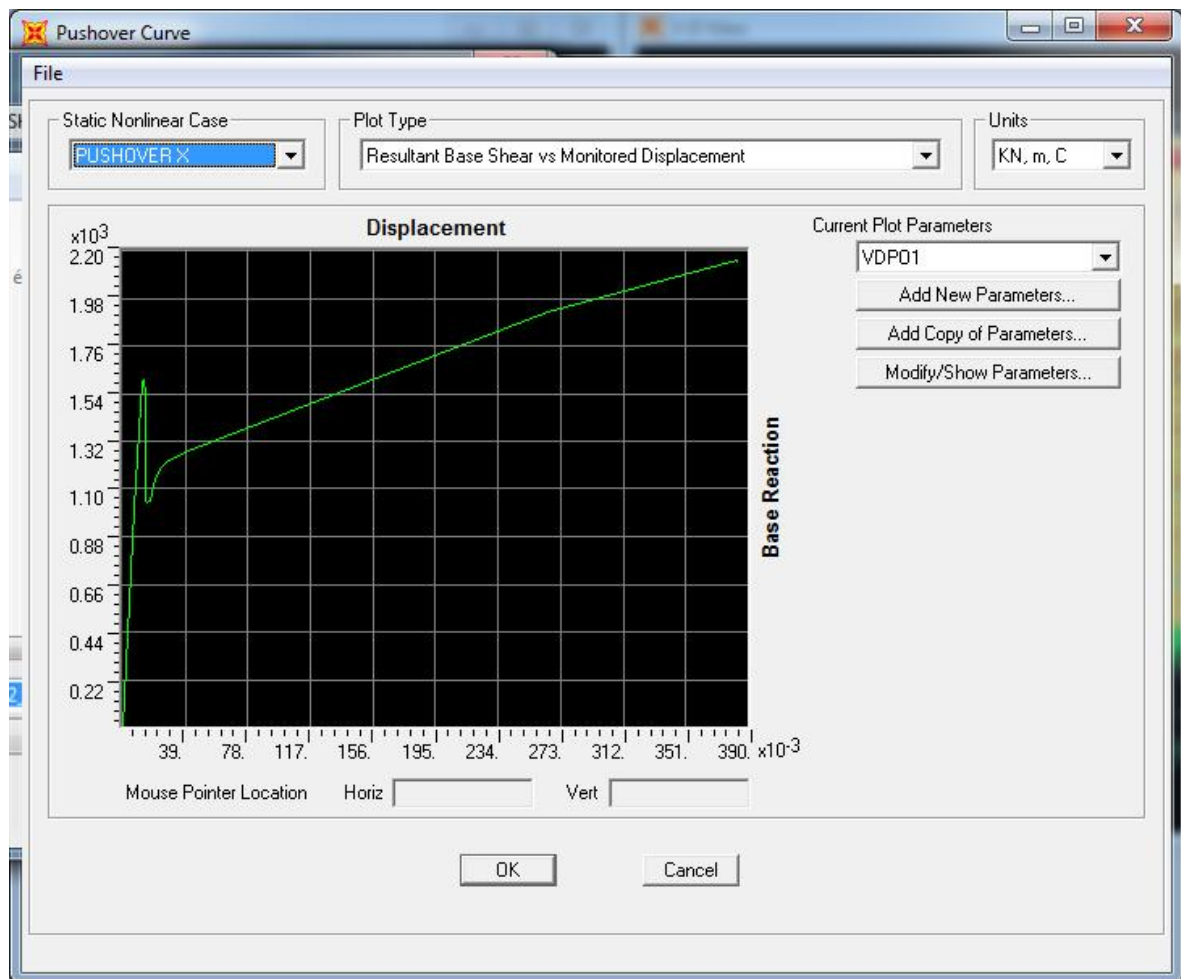 Pushover Curve
File
Static Nonlinear Case
Plot Type
Units
PUSHOVER X
Resultant Base Shear vs Monitored Displacement
KN, m, C
Displacement
x10³
2.20
1.98
1.76
1.54
1.32
1.10
0.88
0.66
0.44
0.22
39. 78. 117. 156. 195. 234. 273. 312. 351. 390. x10⁻³
Base Reaction
Current Plot Parameters
VDPO1
Add New Parameters...
Add Copy of Parameters...
Modify/Show Parameters...
Mouse Pointer Location Horiz Vert
OK
Cancel